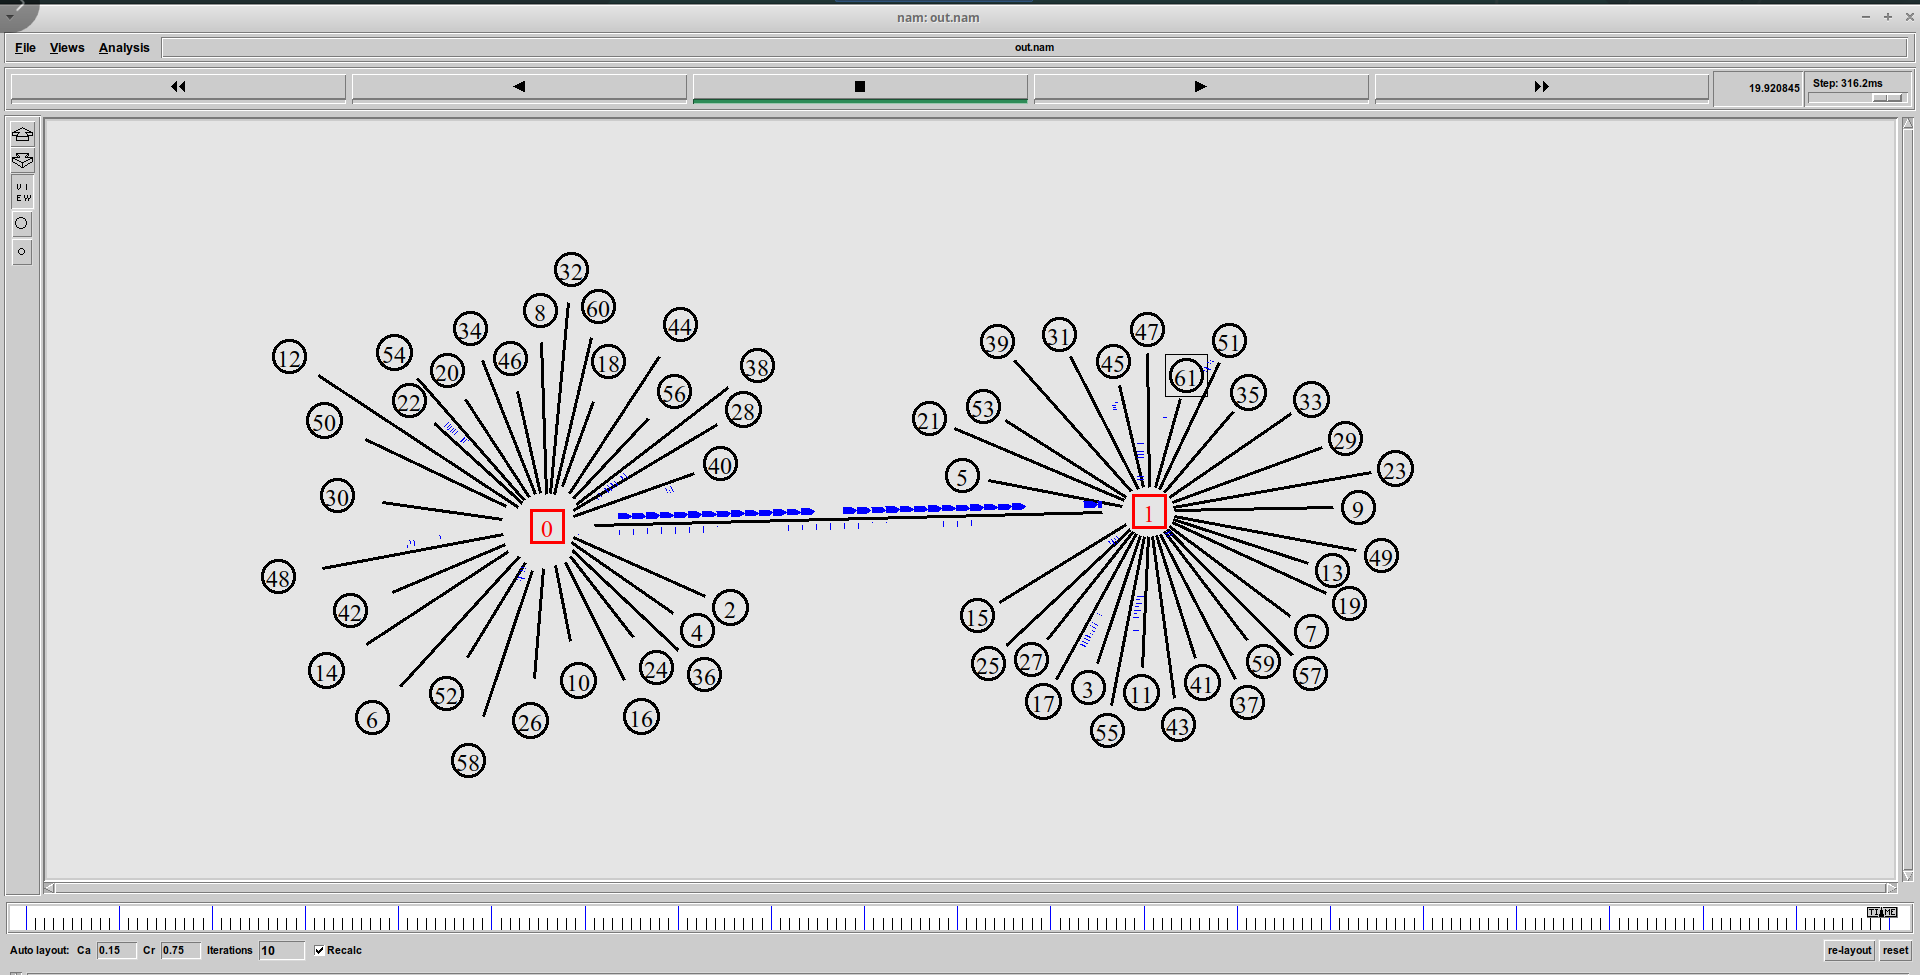 nam: out.nam
File Views Analysis out.nam
19.920845 Step: 316.2ms
VI
EW
32
8 60
34 44
47
31 51
39
12 54 46 18 38
45
20 61
22 56 28
53 35 33
50 21
29
40
5 23
30
9
0 1
49
48 13
42 2 15 19
4 7
14 24 36 25 27 59 57
52 10 3 11 41
6 26 16 17 37
55 43
58
TIME
Auto layout: Ca 0.15 Cr 0.75 Iterations 10 Recalc re-layout reset